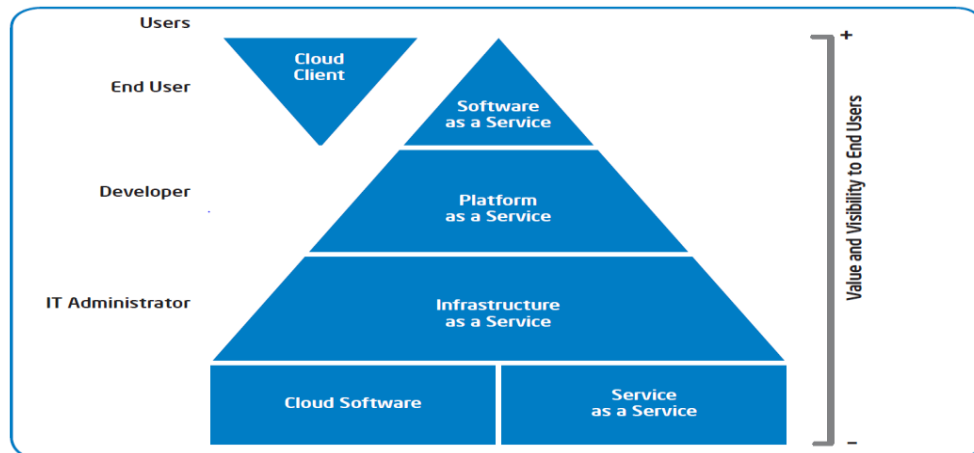 Users
Cloud
Client
+
End User
Software
as a Service
Developer
Platform
as a Service
Value and Visibility to End Users
IT Administrator
Infrastructure
as a Service
Cloud Software
Service
as a Service
–